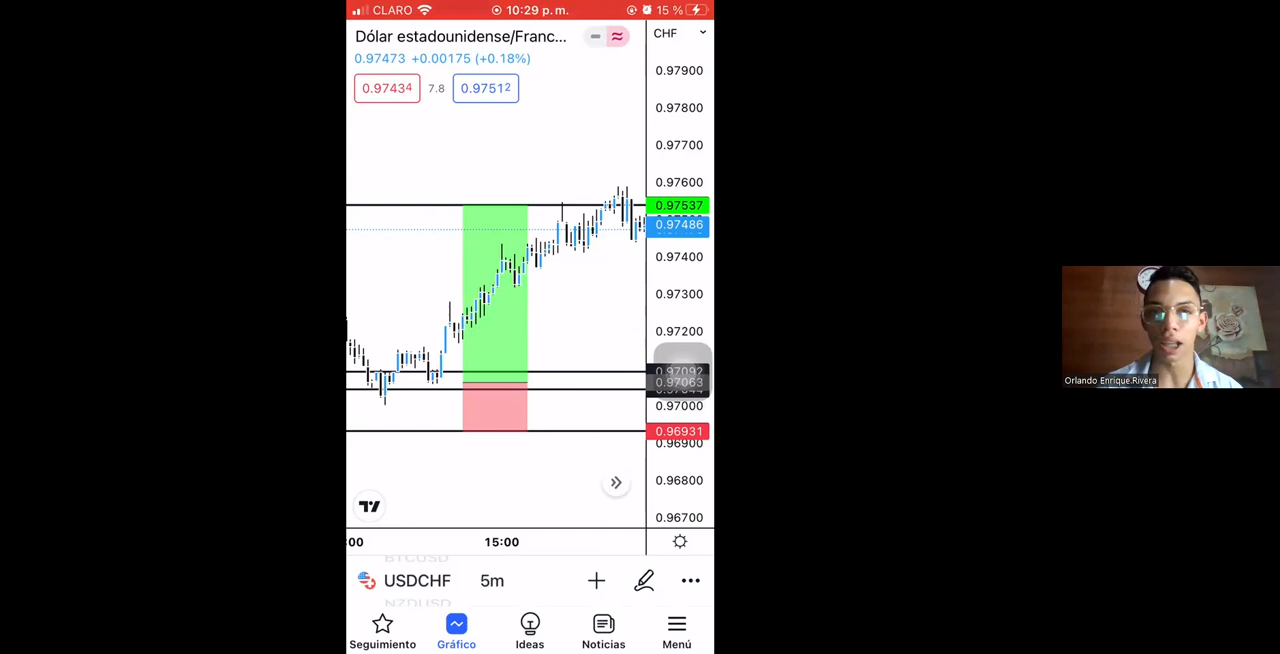 CLARO 10:29 p. m. 15 %
Dólar estadounidense/Franc...
CHF
0.97473 +0.00175 (+0.18%)
0.97434 7.8 0.97512
0.97900
0.97800
0.97700
0.97600
0.97537
0.97486
0.97400
0.97300
0.97200
0.97092
0.97063
0.97000
0.96931
0.96900
0.96800
0.96700
:00 15:00
BTCUSD
USDCHF 5m
NZDUSD
Seguimiento Gráfico Ideas Noticias Menú
Orlando Enrique.Rivera